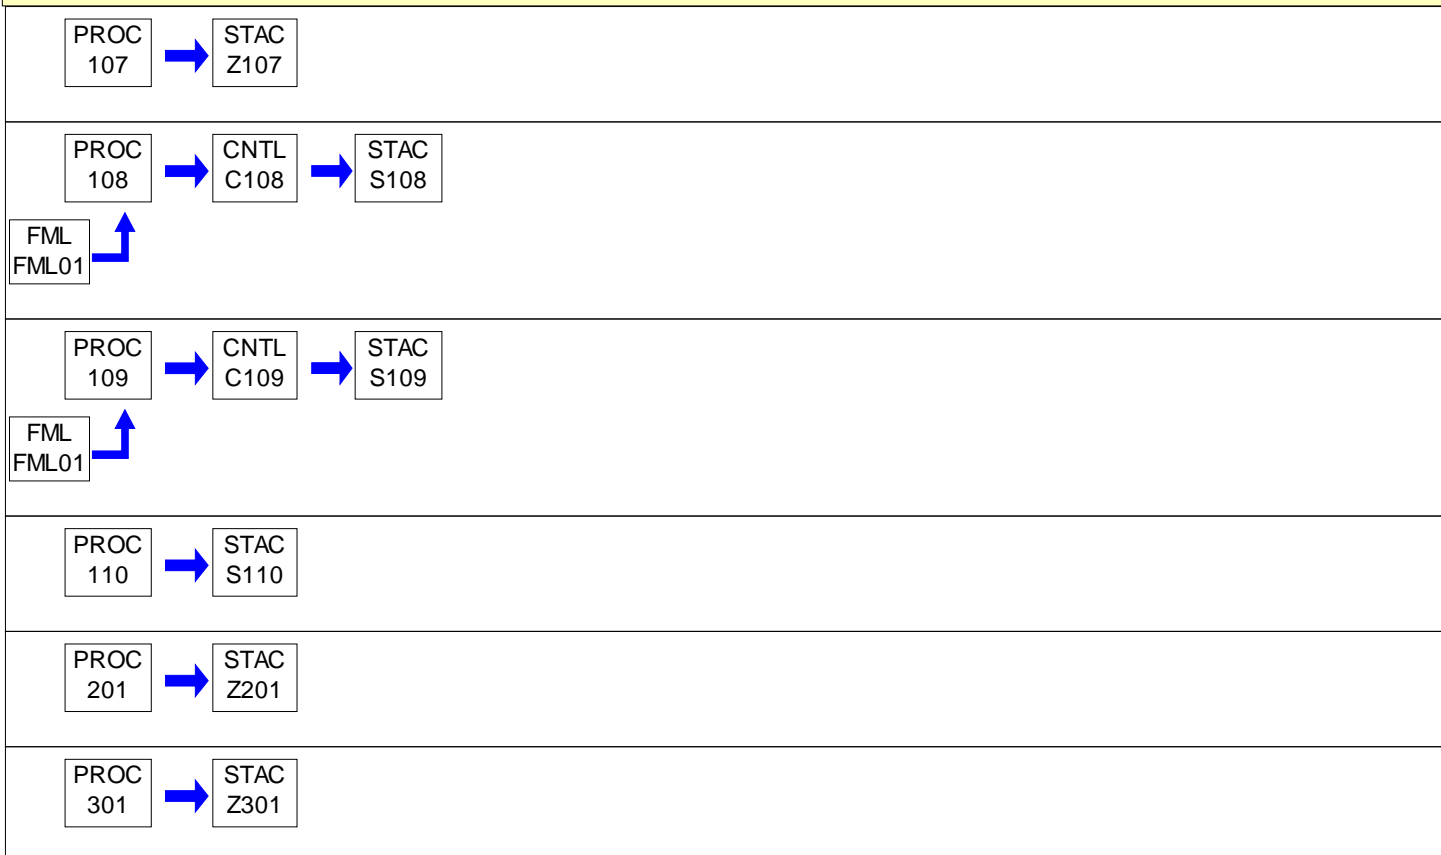 PROC
107
STAC
Z107
PROC
108
CNTL
C108
STAC
S108
FML
FML01
PROC
109
CNTL
C109
STAC
S109
FML
FML01
PROC
110
STAC
S110
PROC
201
STAC
Z201
PROC
301
STAC
Z301